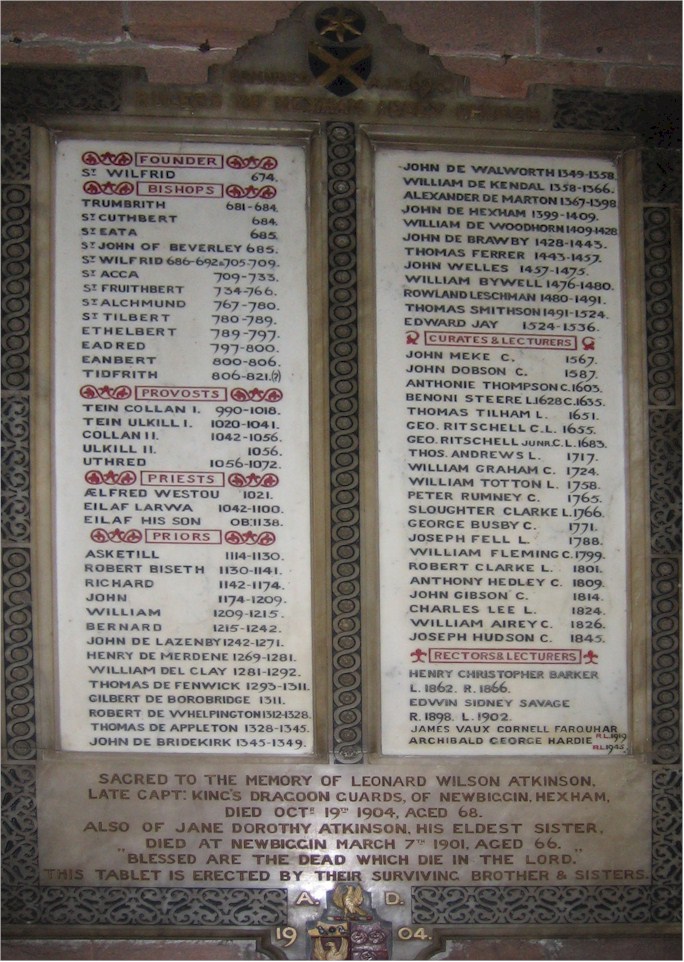 FOUNDER
ST WILFRID 674.
BISHOPS
TRUMBRITH 681-684.
ST CUTHBERT 684.
ST EATA 685.
ST JOHN OF BEVERLEY 685.
ST WILFRID 686-692 & 705-709.
ST ACCA 709-733.
ST FRUITHBERT 734-766.
ST ALCHMUND 767-780.
ST TILBERT 780-789.
ETHELBERT 789-797.
EADRED 797-800.
EANBERT 800-806.
TIDFRITH 806-821.(?)
PROVOSTS
TEIN COLLAN I. 990-1018.
TEIN ULKILL I. 1020-1041.
COLLAN II. 1042-1056.
ULKILL II. 1056.
UTHRED 1056-1072.
PRIESTS
ÆLFRED WESTOU 1021.
EILAF LARWA 1042-1100.
EILAF HIS SON OB:1138.
PRIORS
ASKETILL 1114-1130.
ROBERT BISETH 1130-1141.
RICHARD 1142-1174.
JOHN 1174-1209.
WILLIAM 1209-1215.
BERNARD 1215-1242.
JOHN DE LAZENBY 1242-1271.
HENRY DE MERDENE 1269-1281.
WILLIAM DEL CLAY 1281-1292.
THOMAS DE FENWICK 1293-1311.
GILBERT DE BOROBRIDGE 1311.
ROBERT DE WHELPINGTON 1312-1328.
THOMAS DE APPLETON 1328-1345.
JOHN DE BRIDEKIRK 1345-1349.
JOHN DE WALWORTH 1349-1358.
WILLIAM DE KENDAL 1358-1366.
ALEXANDER DE MARTON 1367-1398.
JOHN DE HEXHAM 1399-1409.
WILLIAM DE WOODHORN 1409-1428.
JOHN DE BRAWBY 1428-1443.
THOMAS FERRER 1443-1457.
JOHN WELLES 1457-1475.
WILLIAM BYWELL 1476-1480.
ROWLAND LESCHMAN 1480-1491.
THOMAS SMITHSON 1491-1524.
EDWARD JAY 1524-1536.
CURATES & LECTURERS
JOHN MEKE C. 1567.
JOHN DOBSON C. 1587.
ANTHONIE THOMPSON C. 1603.
BENONI STEERE L.1628 C.1635.
THOMAS TILHAM L. 1651.
GEO. RITSCHELL C. L. 1655.
GEO. RITSCHELL JUNR. C. L. 1683.
THOS. ANDREWS L. 1717.
WILLIAM GRAHAM C. 1724.
WILLIAM TOTTON L. 1758.
PETER RUMNEY C. 1765.
SLOUGHTER CLARKE L. 1766.
GEORGE BUSBY C. 1771.
JOSEPH FELL L. 1788.
WILLIAM FLEMING C. 1799.
ROBERT CLARKE L. 1801.
ANTHONY HEDLEY C. 1809.
JOHN GIBSON C. 1814.
CHARLES LEE L. 1824.
WILLIAM AIREY C. 1826.
JOSEPH HUDSON C. 1845.
RECTORS & LECTURERS
HENRY CHRISTOPHER BARKER
L. 1862. R. 1866.
EDWIN SIDNEY SAVAGE
R. 1898. L. 1902.
JAMES VAUX CORNELL FARQUHAR R.L. 1919
ARCHIBALD GEORGE HARDIE R.L. 1945.
SACRED TO THE MEMORY OF LEONARD WILSON ATKINSON,
LATE CAPT: KING'S DRAGOON GUARDS, OF NEWBIGGIN, HEXHAM,
DIED OCTR 19TH 1904, AGED 68.
ALSO OF JANE DOROTHY ATKINSON, HIS ELDEST SISTER,
DIED AT NEWBIGGIN MARCH 7TH 1901, AGED 66.
„BLESSED ARE THE DEAD WHICH DIE IN THE LORD."
THIS TABLET IS ERECTED BY THEIR SURVIVING BROTHER & SISTERS.
A. D.
19 04.